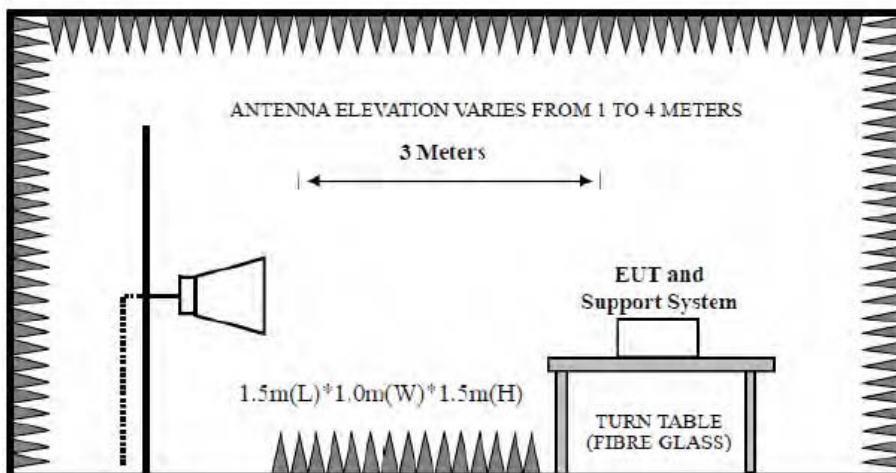 ANTENNA ELEVATION VARIES FROM 1 TO 4 METERS
3 Meters
EUT and
Support System
1.5m(L)*1.0m(W)*1.5m(H)
TURN TABLE
(FIBRE GLASS)